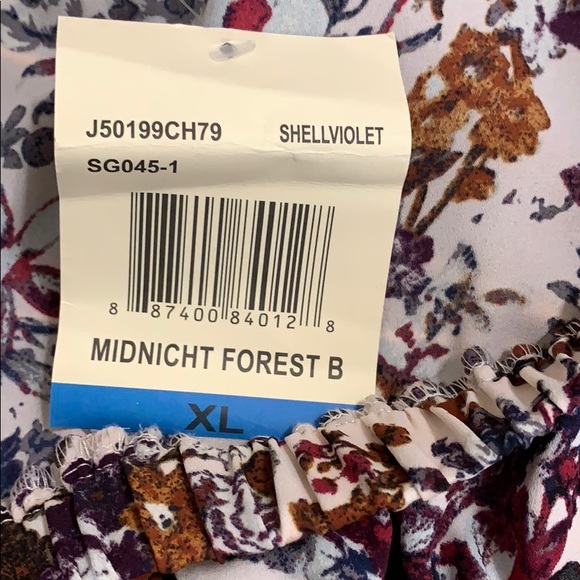 J50199CH79 SHELLVIOLET
SG045-1
8 87400 84012 8
MIDNICHT FOREST B
XL